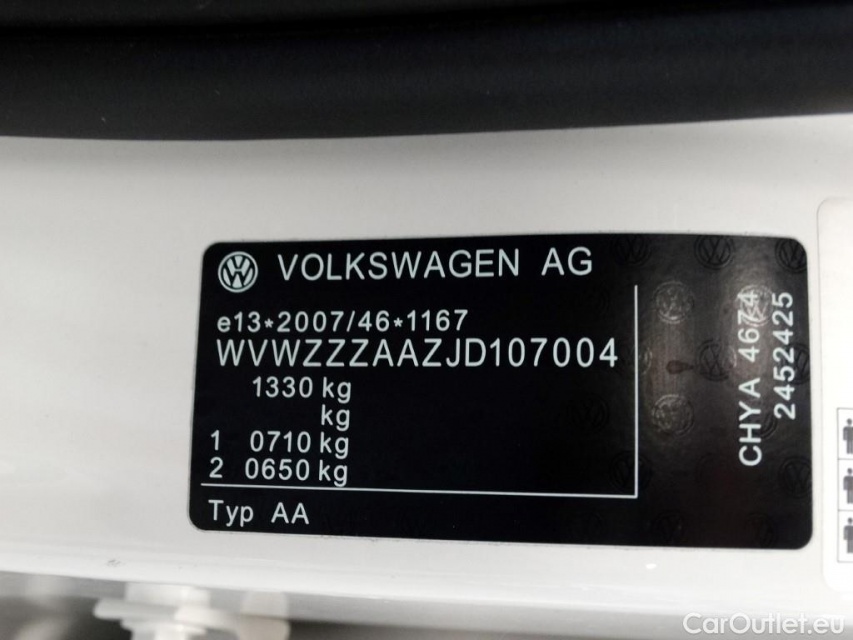 VOLKSWAGEN AG
e13*2007/46*1167
WVWZZZAAZJD107004
1330 kg
kg
1 0710 kg
2 0650 kg
Typ AA
CHYA 4674
2452425
CarOutlet.eu